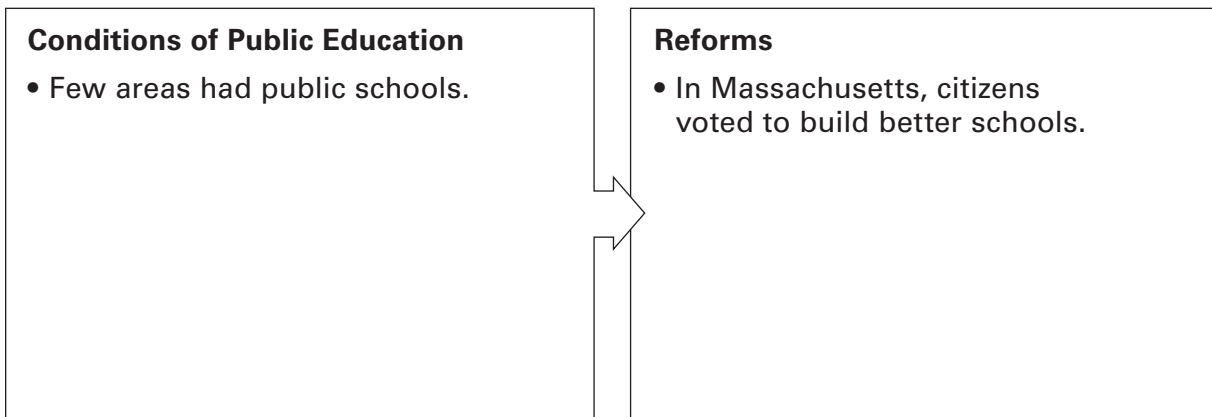 Conditions of Public Education
• Few areas had public schools.
Reforms
• In Massachusetts, citizens
voted to build better schools.